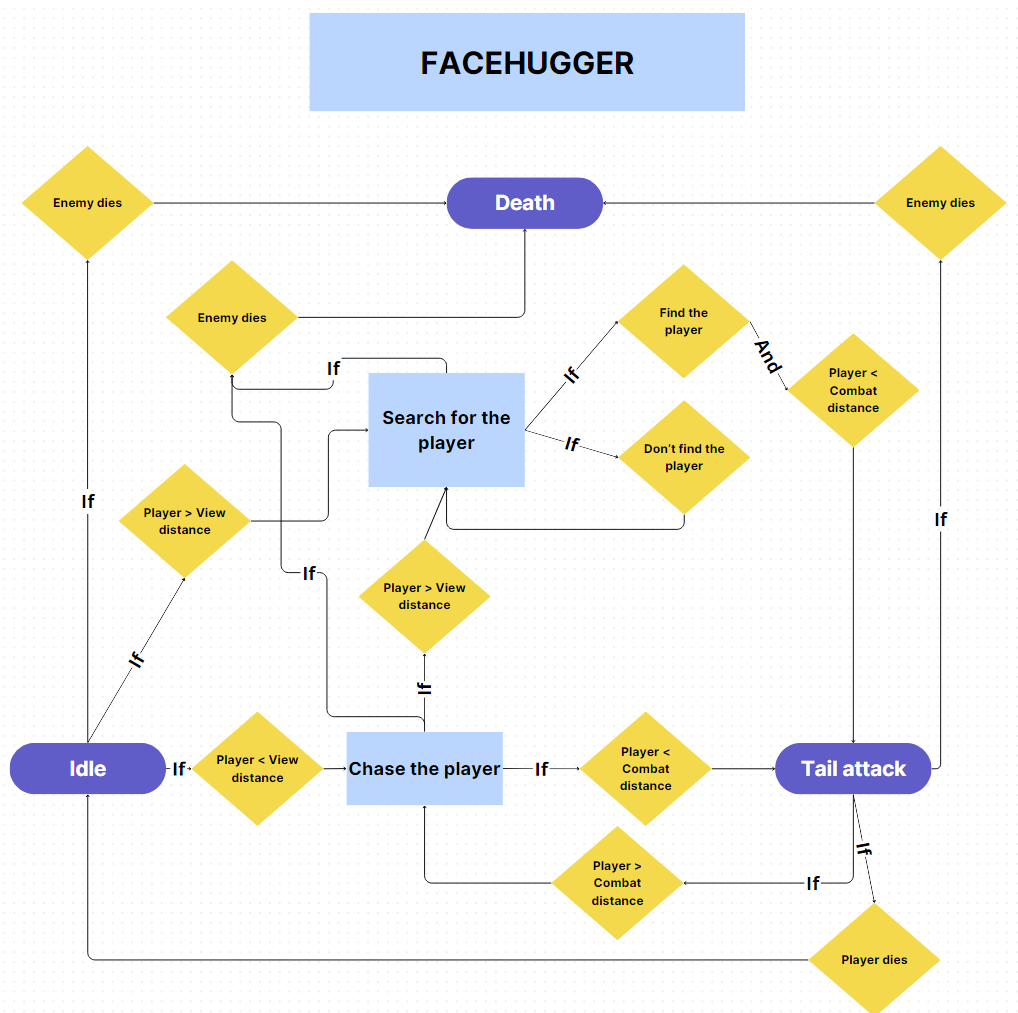 FACEHUGGER
Enemy dies
Death
Enemy dies
Enemy dies
Find the
player
If
If
And
Player <
Combat
distance
Search for the
player
If
Don't find the
player
If
Player > View
distance
If
If
Player > View
distance
If
If
Idle
If
Player < View
distance
Chase the player
If
Player <
Combat
distance
Tail attack
If
Player >
Combat
distance
If
Player dies